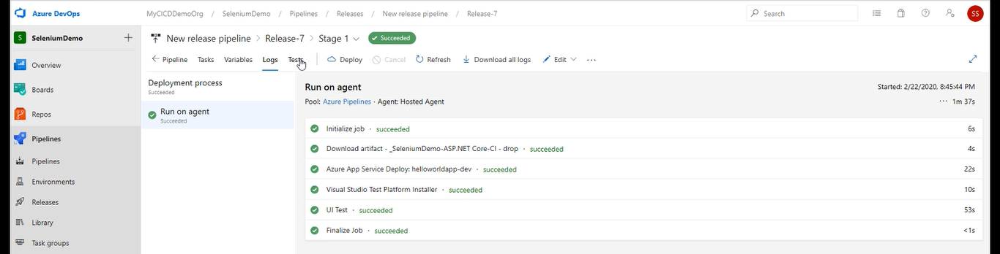 Azure DevOps
MyCICDDemoOrg / SeleniumDemo / Pipelines / Releases / New release pipeline / Release-7
Search
SS
S SeleniumDemo +
New release pipeline > Release-7 > Stage 1 Succeeded
Pipeline Tasks Variables Logs Tests Deploy Cancel Refresh Download all logs Edit ...
Overview
Boards
Repos
Pipelines
Pipelines
Environments
Releases
Library
Task groups
Deployment process
Succeeded
Run on agent
Succeeded
Run on agent
Started: 2/22/2020, 8:45:44 PM
Pool: Azure Pipelines · Agent: Hosted Agent
... 1m 37s
Initialize job · succeeded 6s
Download artifact - _SeleniumDemo-ASP.NET Core-CI - drop · succeeded 4s
Azure App Service Deploy: helloworldapp-dev · succeeded 22s
Visual Studio Test Platform Installer · succeeded 10s
UI Test · succeeded 53s
Finalize Job · succeeded <1s